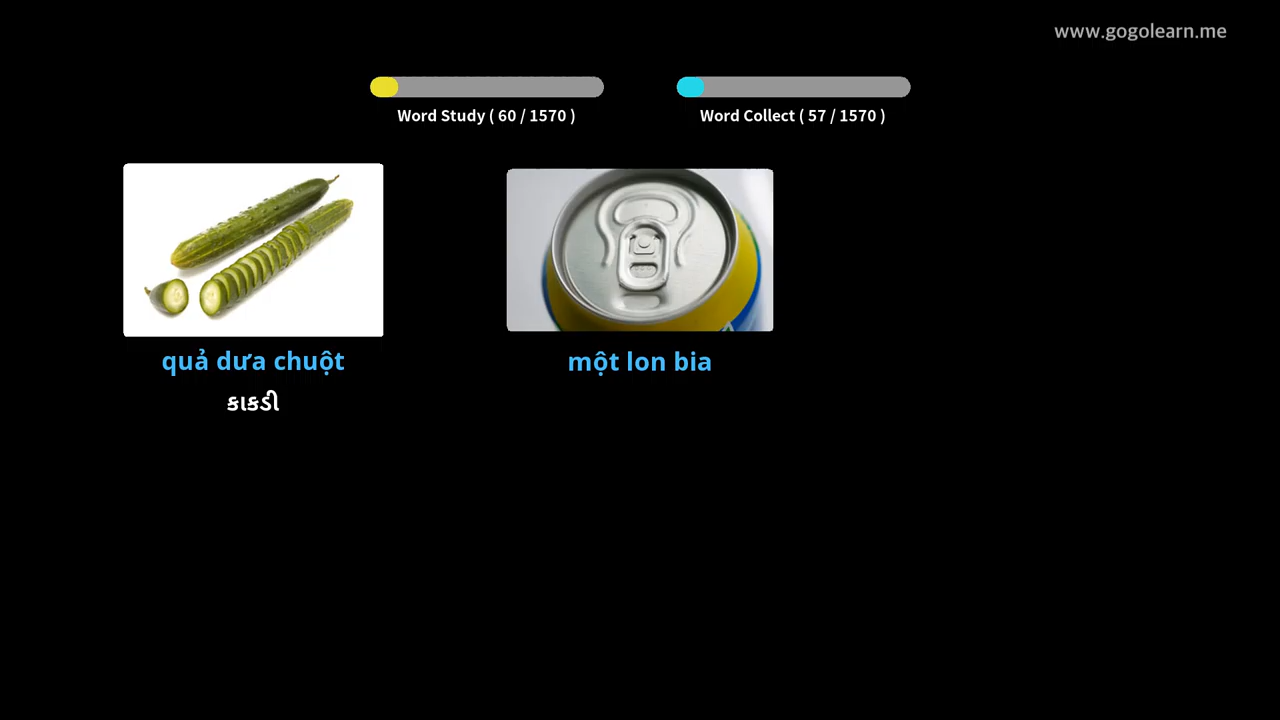 www.gogolearn.me
Word Study ( 60 / 1570 )
Word Collect ( 57 / 1570 )
quả dưa chuột
કાકડી
một lon bia